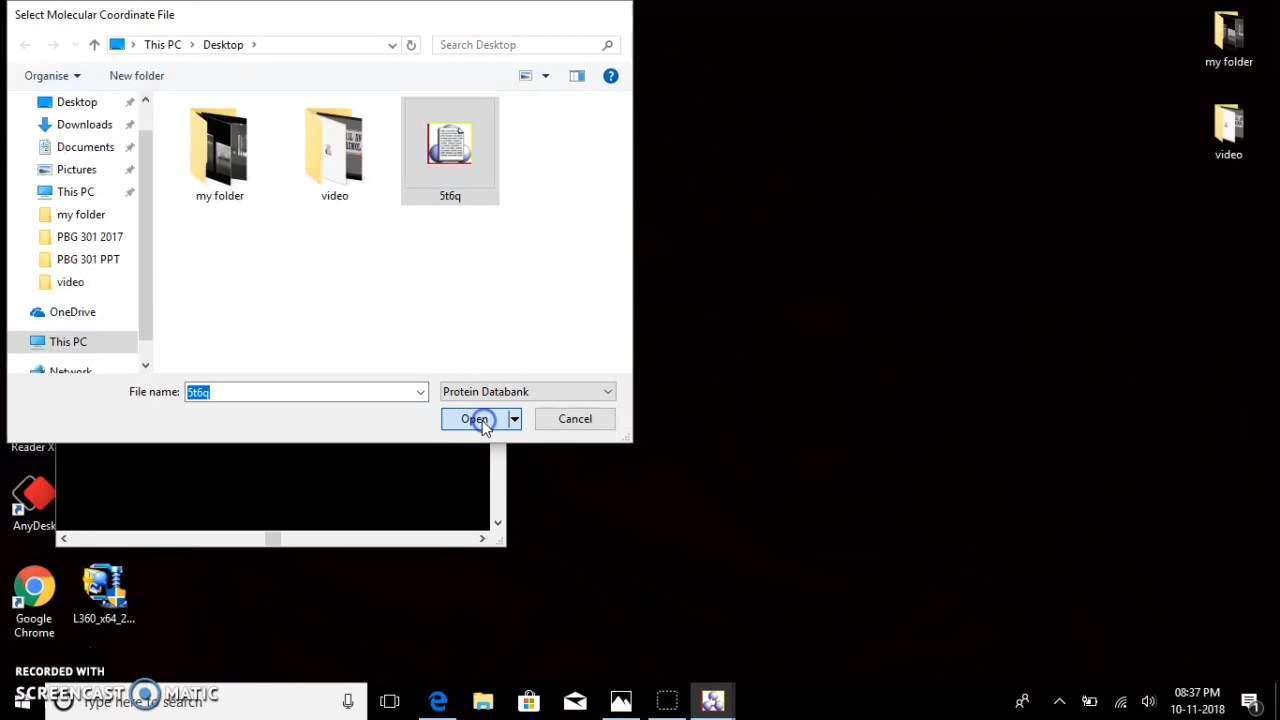 Select Molecular Coordinate File
This PC
Desktop
Search Desktop
Organise
New folder
Desktop
Downloads
Documents
Pictures
This PC
my folder
PBG 301 2017
PBG 301 PPT
video
OneDrive
This PC
Network
my folder
video
5t6q
File name:
5t6q
Protein Databank
Open
Cancel
my folder
video
Reader X
AnyDesk
Google
Chrome
L360_x64_2...
RECORDED WITH
SCREENCAST MATIC
Type here to search
08:37 PM
10-11-2018
1